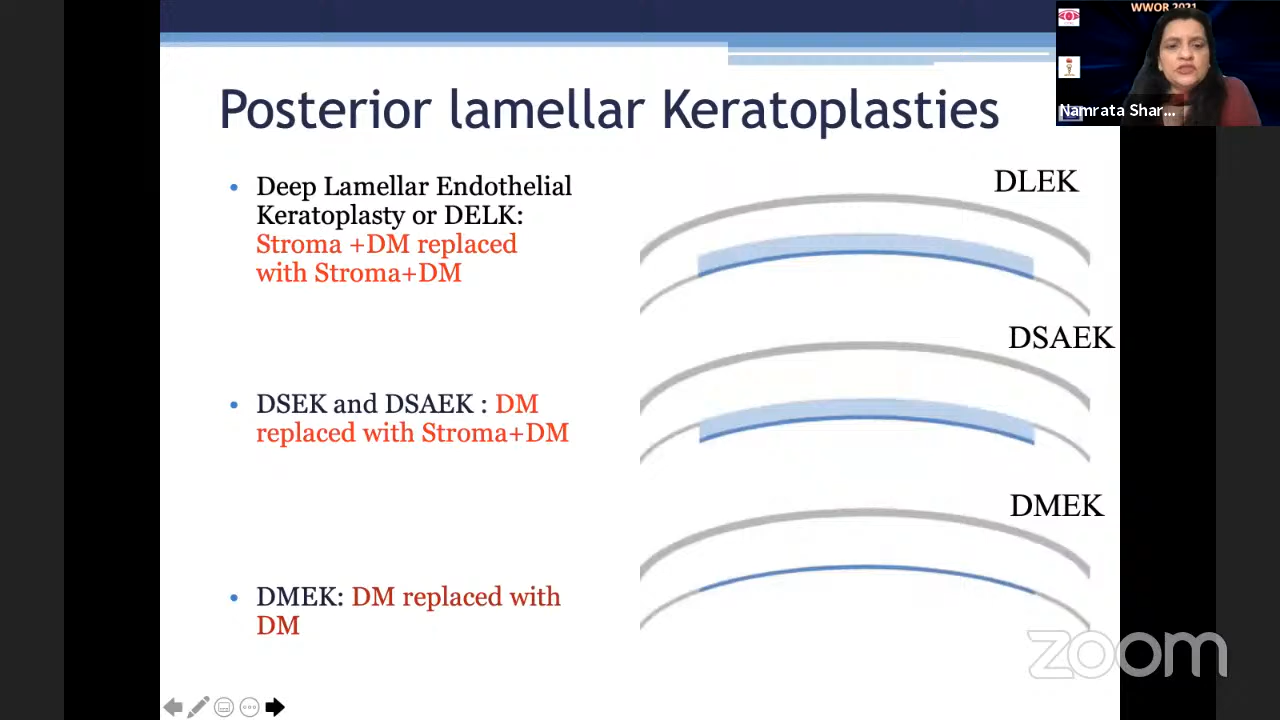 WWOR 2021
Namrata Shar...
Posterior lamellar Keratoplasties
• Deep Lamellar Endothelial
Keratoplasty or DELK:
Stroma +DM replaced
with Stroma+DM
• DSEK and DSAEK : DM
replaced with Stroma+DM
• DMEK: DM replaced with
DM
DLEK
DSAEK
DMEK
zoom